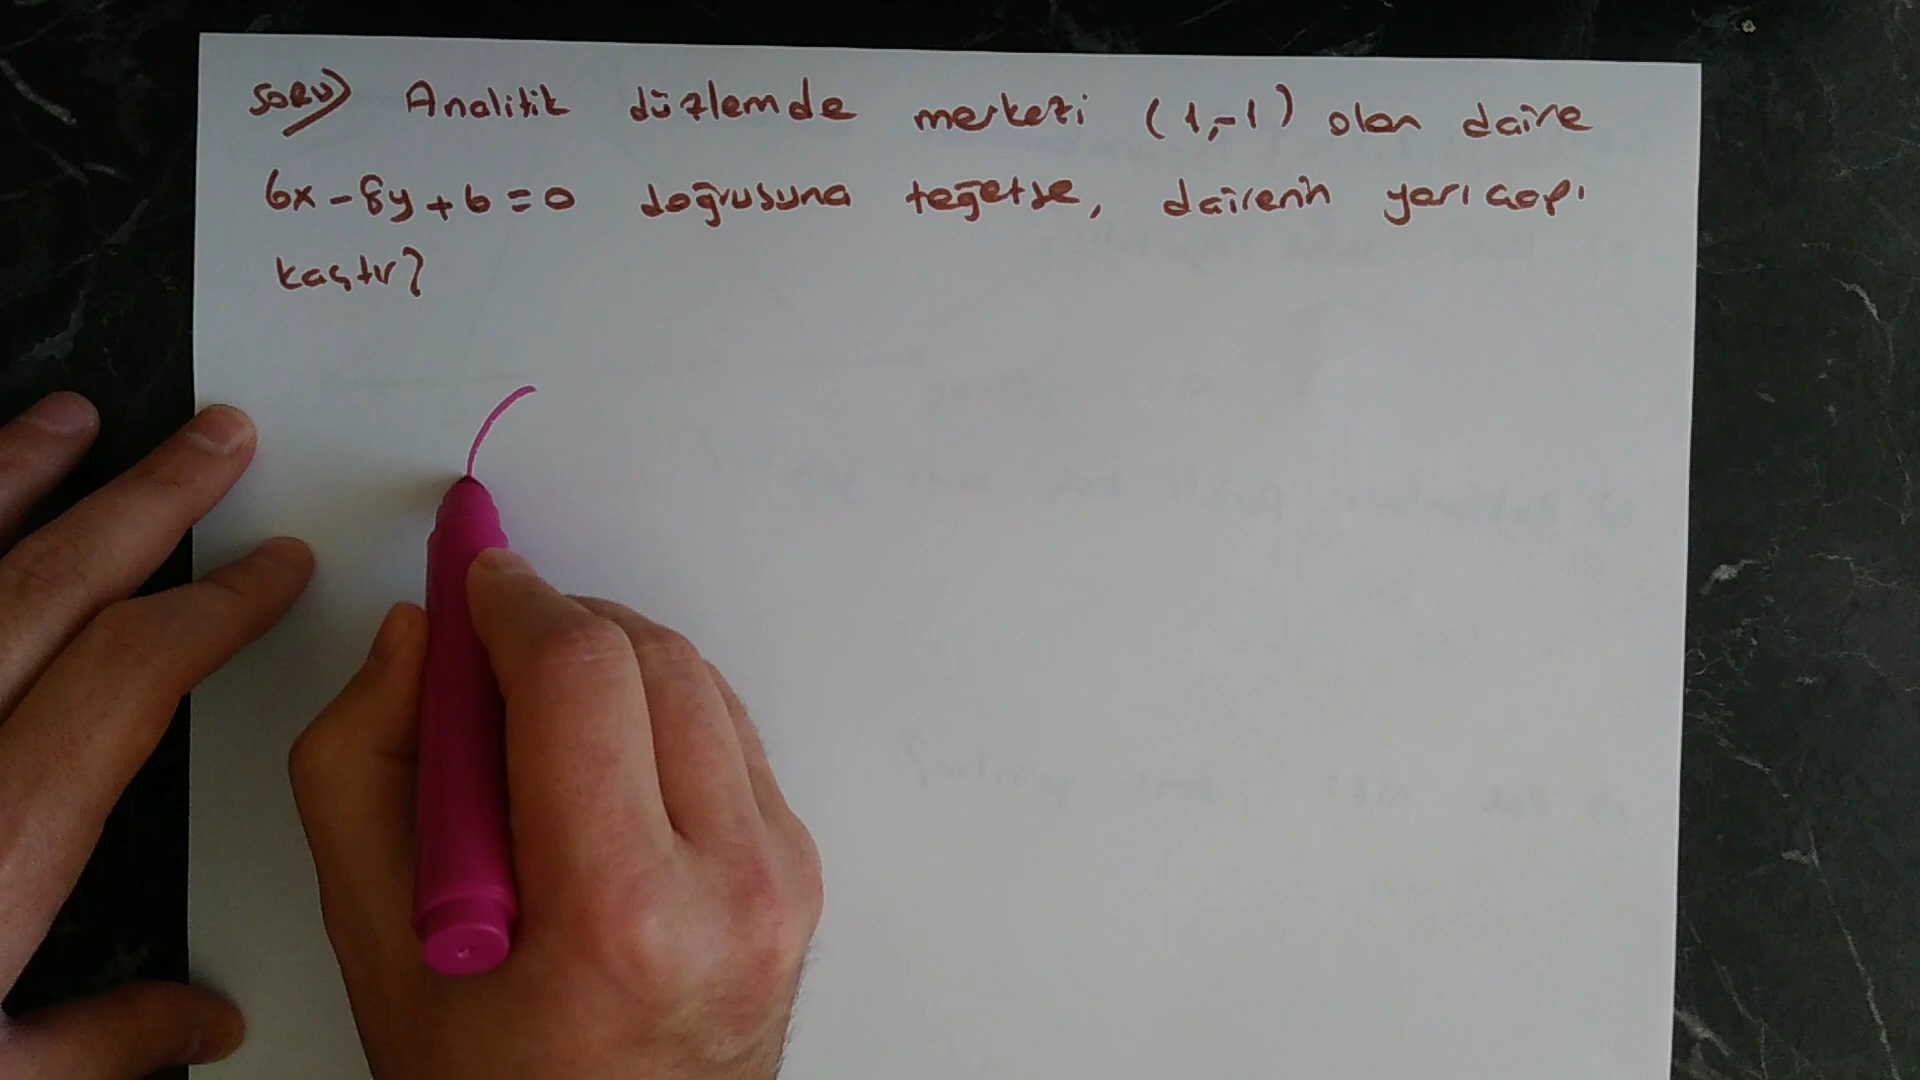 Soru) Analitik düzlemde merkezi (1,-1) olan daire
6x-8y+6=0 doğrusuna teğetse, dairenin yarıçapı
kaçtır?